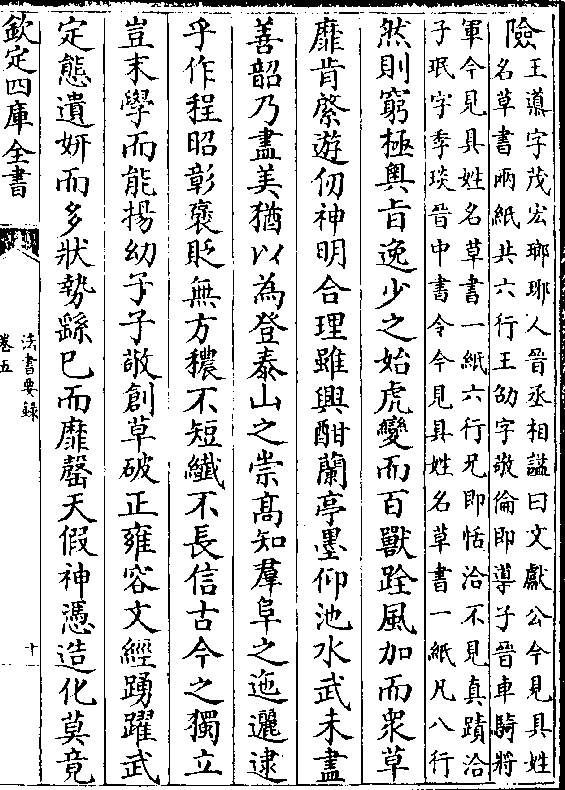 險
王導字茂宏瑯琊人晉丞相諡曰文獻公今見具姓
名草書兩紙共六行王劭字敬倫即導子晉車騎將
軍今見具姓名草書一紙六行兄即恬洽不見真蹟洽
子珉字季琰晉中書令今見具姓名草書一紙凡八行
然則窮極奥㫖逸少之始虎變而百獸跧風加而衆草
靡肯綮遊仞神明合理雖興酣蘭亭墨仰池水武未盡
善韶乃盡美猶以為登泰山之崇髙知羣阜之迤邐逮
乎作程昭彰褒貶無方穠不短纎不長信古今之獨立
豈末學而能揚幼子子敬創草破正雍容文經踴躍武
定態遺妍而多狀勢繇已而靡罄天假神憑造化莫竟
欽定四庫全書
法書要録
卷五
十